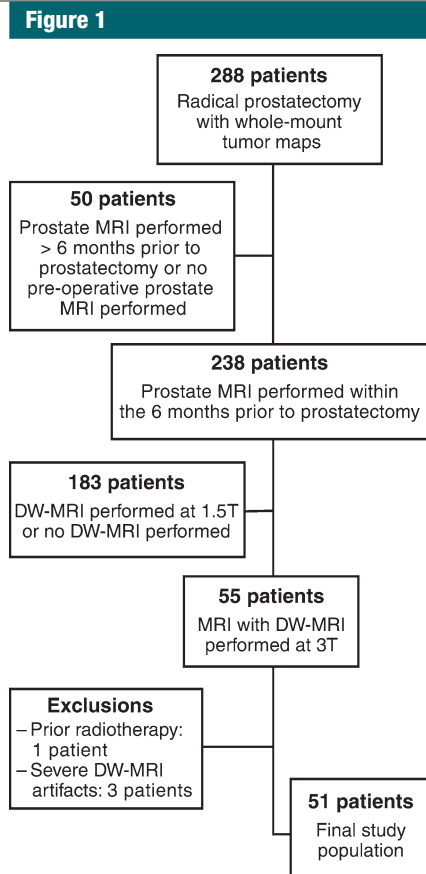 Figure 1
288 patients
Radical prostatectomy
with whole-mount
tumor maps
50 patients
Prostate MRI performed
> 6 months prior to
prostatectomy or no
pre-operative prostate
MRI performed
238 patients
Prostate MRI performed within
the 6 months prior to prostatectomy
183 patients
DW-MRI performed at 1.5T
or no DW-MRI performed
55 patients
MRI with DW-MRI
performed at 3T
Exclusions
– Prior radiotherapy:
1 patient
– Severe DW-MRI
artifacts: 3 patients
51 patients
Final study
population